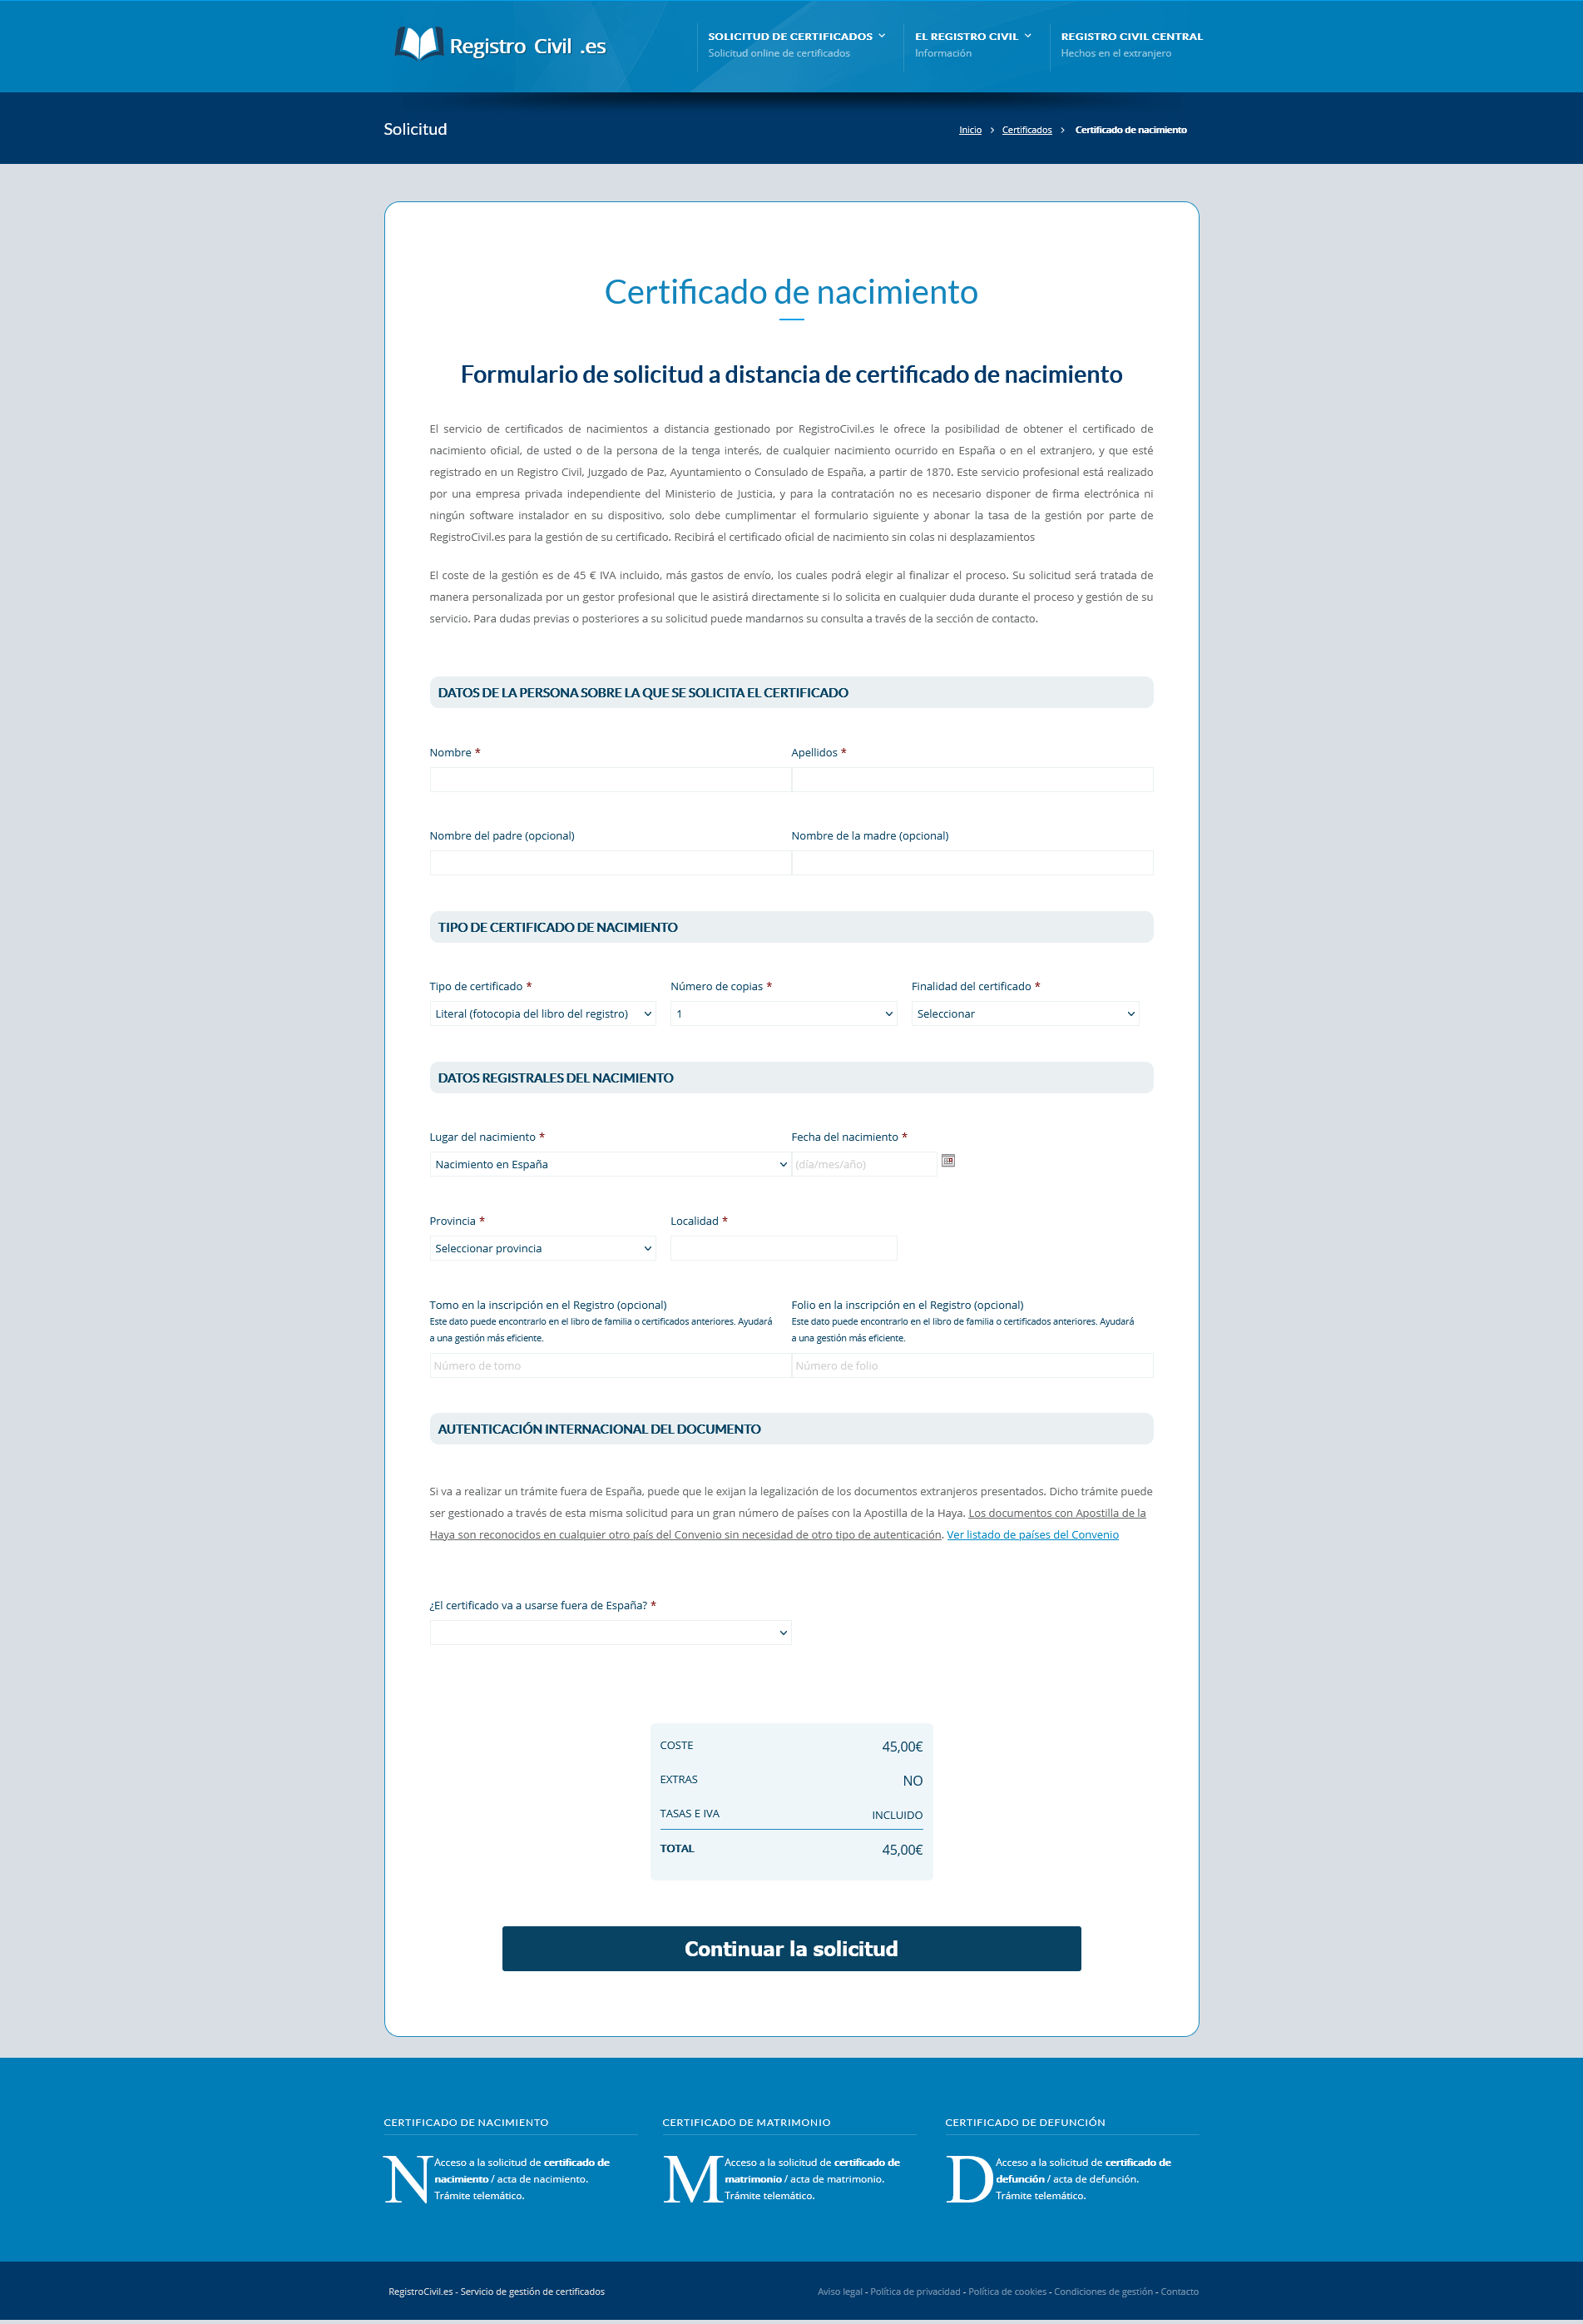 Registro Civil .es
SOLICITUD DE CERTIFICADOS
Solicitud online de certificados
EL REGISTRO CIVIL
Información
REGISTRO CIVIL CENTRAL
Hechos en el extranjero
Solicitud
Inicio > Certificados > Certificado de nacimiento
Certificado de nacimiento
Formulario de solicitud a distancia de certificado de nacimiento
El servicio de certificados de nacimientos a distancia gestionado por RegistroCivil.es le ofrece la posibilidad de obtener el certificado de
nacimiento oficial, de usted o de la persona de la tenga interés, de cualquier nacimiento ocurrido en España o en el extranjero, y que esté
registrado en un Registro Civil, Juzgado de Paz, Ayuntamiento o Consulado de España, a partir de 1870. Este servicio profesional está realizado
por una empresa privada independiente del Ministerio de Justicia, y para la contratación no es necesario disponer de firma electrónica ni
ningún software instalador en su dispositivo, solo debe cumplimentar el formulario siguiente y abonar la tasa de la gestión por parte de
RegistroCivil.es para la gestión de su certificado. Recibirá el certificado oficial de nacimiento sin colas ni desplazamientos
El coste de la gestión es de 45 € IVA incluido, más gastos de envío, los cuales podrá elegir al finalizar el proceso. Su solicitud será tratada de
manera personalizada por un gestor profesional que le asistirá directamente si lo solicita en cualquier duda durante el proceso y gestión de su
servicio. Para dudas previas o posteriores a su solicitud puede mandarnos su consulta a través de la sección de contacto.
DATOS DE LA PERSONA SOBRE LA QUE SE SOLICITA EL CERTIFICADO
Nombre * Apellidos *
Nombre del padre (opcional) Nombre de la madre (opcional)
TIPO DE CERTIFICADO DE NACIMIENTO
Tipo de certificado * Número de copias * Finalidad del certificado *
Literal (fotocopia del libro del registro) 1 Seleccionar
DATOS REGISTRALES DEL NACIMIENTO
Lugar del nacimiento * Fecha del nacimiento *
Nacimiento en España (día/mes/año)
Provincia * Localidad *
Seleccionar provincia
Tomo en la inscripción en el Registro (opcional)
Este dato puede encontrarlo en el libro de familia o certificados anteriores. Ayudará
a una gestión más eficiente.
Número de tomo
Folio en la inscripción en el Registro (opcional)
Este dato puede encontrarlo en el libro de familia o certificados anteriores. Ayudará
a una gestión más eficiente.
Número de folio
AUTENTICACIÓN INTERNACIONAL DEL DOCUMENTO
Si va a realizar un trámite fuera de España, puede que le exijan la legalización de los documentos extranjeros presentados. Dicho trámite puede
ser gestionado a través de esta misma solicitud para un gran número de países con la Apostilla de la Haya. Los documentos con Apostilla de la
Haya son reconocidos en cualquier otro país del Convenio sin necesidad de otro tipo de autenticación. Ver listado de países del Convenio
¿El certificado va a usarse fuera de España? *
COSTE 45,00€
EXTRAS NO
TASAS E IVA INCLUIDO
TOTAL 45,00€
Continuar la solicitud
CERTIFICADO DE NACIMIENTO
N
Acceso a la solicitud de certificado de
nacimiento / acta de nacimiento.
Trámite telemático.
CERTIFICADO DE MATRIMONIO
M
Acceso a la solicitud de certificado de
matrimonio / acta de matrimonio.
Trámite telemático.
CERTIFICADO DE DEFUNCIÓN
D
Acceso a la solicitud de certificado de
defunción / acta de defunción.
Trámite telemático.
RegistroCivil.es - Servicio de gestión de certificados
Aviso legal - Política de privacidad - Política de cookies - Condiciones de gestión - Contacto